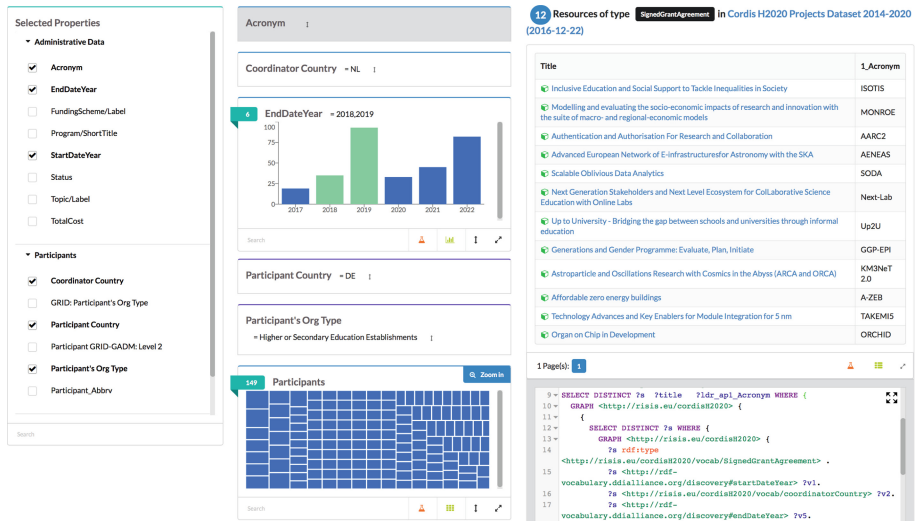 Selected Properties
Administrative Data
Acronym
EndDateYear
FundingScheme/Label
Program/ShortTitle
StartDateYear
Status
Topic/Label
TotalCost
Participants
Coordinator Country
GRID: Participant's Org Type
Participant Country
Participant GRID-GADM: Level 2
Participant's Org Type
Participant_Abbrv
Search
Acronym
Coordinator Country = NL
6 EndDateYear = 2018,2019
100
75
50
25
0
2017 2018 2019 2020 2021 2022
Search
Participant Country = DE
Participant's Org Type
= Higher or Secondary Education Establishments
Zoom in
149 Participants
Search
12 Resources of type SignedGrantAgreement in Cordis H2020 Projects Dataset 2014-2020
(2016-12-22)
Title 1_Acronym
Inclusive Education and Social Support to Tackle Inequalities in Society ISOTIS
Modelling and evaluating the socio-economic impacts of research and innovation with
the suite of macro- and regional-economic models MONROE
Authentication and Authorisation For Research and Collaboration AARC2
Advanced European Network of E-infrastructuresfor Astronomy with the SKA AENEAS
Scalable Oblivious Data Analytics SODA
Next Generation Stakeholders and Next Level Ecosystem for ColLaborative Science
Education with Online Labs Next-Lab
Up to University - Bridging the gap between schools and universities through informal
education Up2U
Generations and Gender Programme: Evaluate, Plan, Initiate GGP-EPI
Astroparticle and Oscillations Research with Cosmics in the Abyss (ARCA and ORCA) KM3NeT
2.0
Affordable zero energy buildings A-ZEB
Technology Advances and Key Enablers for Module Integration for 5 nm TAKEMI5
Organ on Chip in Development ORCHID
1 Page(s): 1
9 SELECT DISTINCT ?s ?title ?ldr_ap1_Acronym WHERE {
10 GRAPH <http://risis.eu/cordisH2020> {
11 {
12 SELECT DISTINCT ?s WHERE {
13 GRAPH <http://risis.eu/cordisH2020> {
14 ?s rdf:type
<http://risis.eu/cordisH2020/vocab/SignedGrantAgreement> .
15 ?s <http://rdf-
vocabulary.ddialliance.org/discovery#startDateYear> ?v1.
16 ?s <http://risis.eu/cordisH2020/vocab/coordinatorCountry> ?v2.
17 ?s <http://rdf-
vocabulary.ddialliance.org/discovery#endDateYear> ?v5.